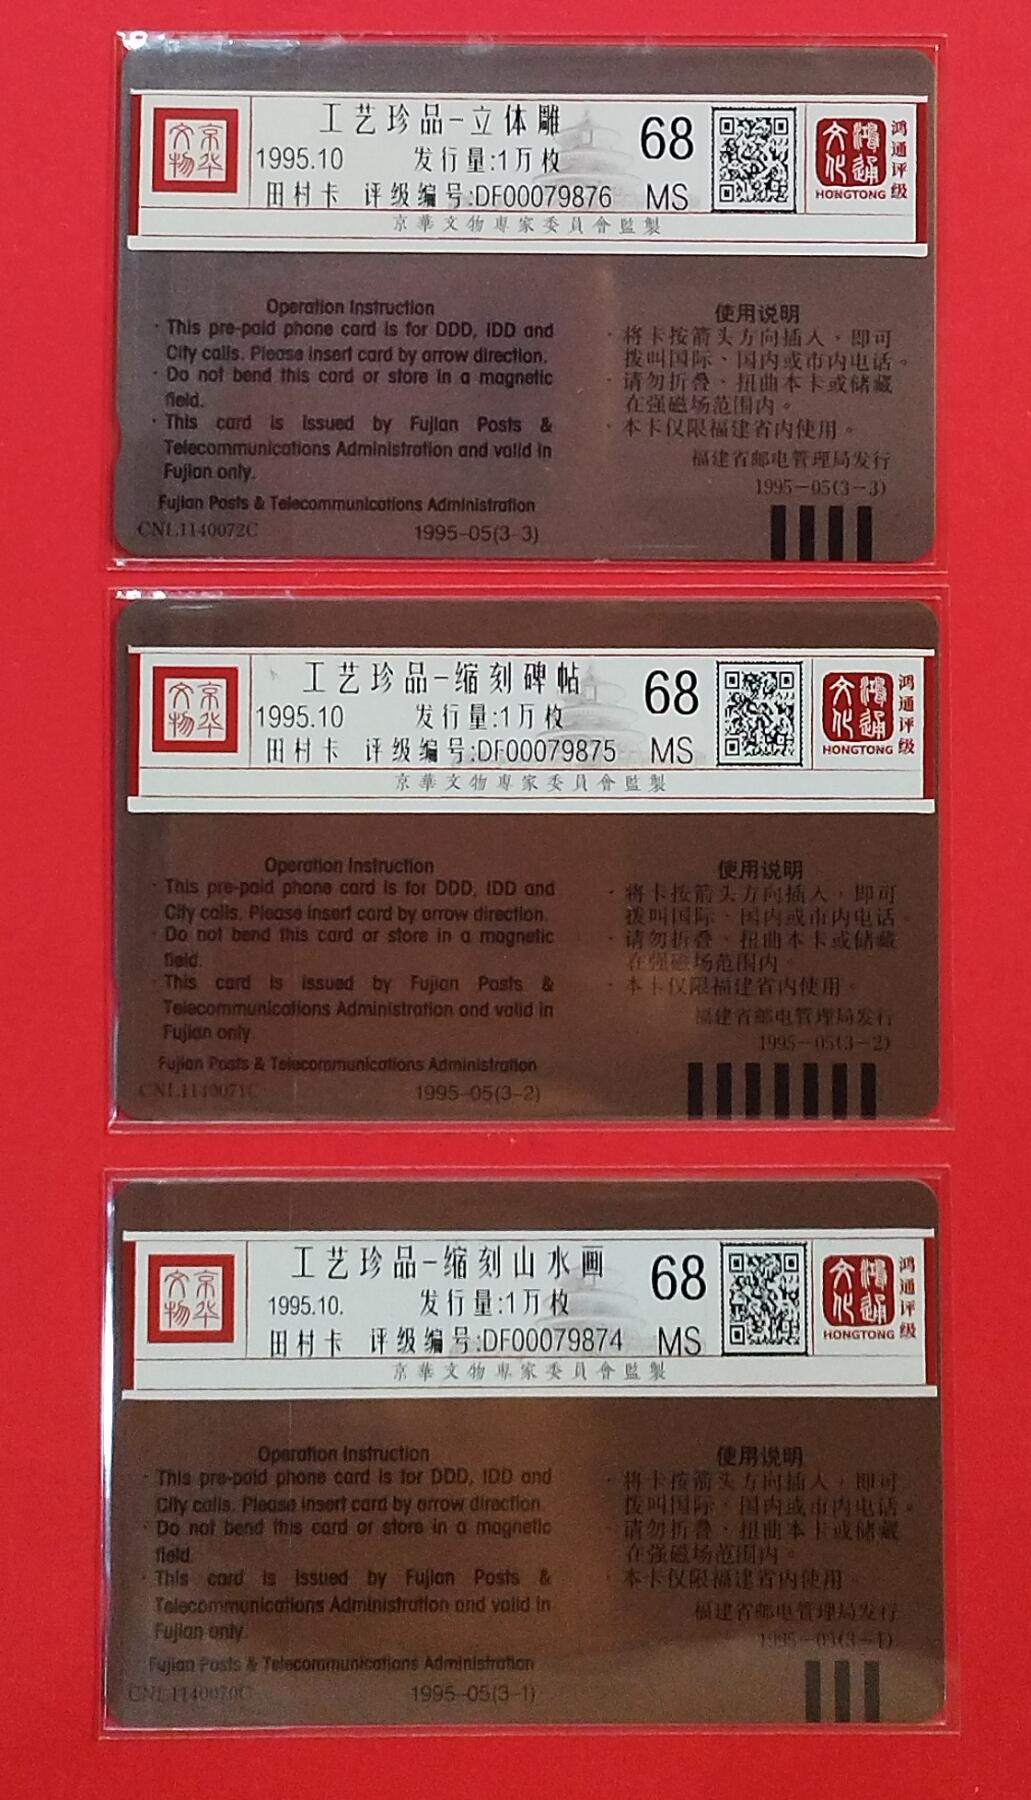 京华
文物
工艺珍品-立体雕
1995.10 发行量:1万枚
田村卡 评级编号:DF00079876
68
MS
鸿通
文化
HONGTONG
鸿通评级
京華文物專家委員會監製
Operation Instruction
· This pre-paid phone card is for DDD, IDD and
City calls. Please insert card by arrow direction.
· Do not bend this card or store in a magnetic
field.
· This card is issued by Fujian Posts &
Telecommunications Administration and valid in
Fujian only.
Fujian Posts & Telecommunications Administration
CNL1140072C 1995-05(3-3)
使用说明
· 将卡按箭头方向插入，即可
拨叫国际、国内或市内电话。
· 请勿折叠、扭曲本卡或储藏
在强磁场范围内。
· 本卡仅限福建省内使用。
福建省邮电管理局发行
1995-05(3-3)
京华
文物
工艺珍品-缩刻碑帖
1995.10 发行量:1万枚
田村卡 评级编号:DF00079875
68
MS
鸿通
文化
HONGTONG
鸿通评级
京華文物專家委員會監製
Operation Instruction
· This pre-paid phone card is for DDD, IDD and
City calls. Please insert card by arrow direction.
· Do not bend this card or store in a magnetic
field.
· This card is issued by Fujian Posts &
Telecommunications Administration and valid in
Fujian only.
Fujian Posts & Telecommunications Administration
CNL1140071C 1995-05(3-2)
使用说明
· 将卡按箭头方向插入，即可
拨叫国际、国内或市内电话。
· 请勿折叠、扭曲本卡或储藏
在强磁场范围内。
· 本卡仅限福建省内使用。
福建省邮电管理局发行
1995-05(3-2)
京华
文物
工艺珍品-缩刻山水画
1995.10. 发行量:1万枚
田村卡 评级编号:DF00079874
68
MS
鸿通
文化
HONGTONG
鸿通评级
京華文物專家委員會監製
Operation Instruction
· This pre-paid phone card is for DDD, IDD and
City calls. Please insert card by arrow direction.
· Do not bend this card or store in a magnetic
field.
· This card is issued by Fujian Posts &
Telecommunications Administration and valid in
Fujian only.
Fujian Posts & Telecommunications Administration
CNL1140070C 1995-05(3-1)
使用说明
· 将卡按箭头方向插入，即可
拨叫国际、国内或市内电话。
· 请勿折叠、扭曲本卡或储藏
在强磁场范围内。
· 本卡仅限福建省内使用。
福建省邮电管理局发行
1995-05(3-1)